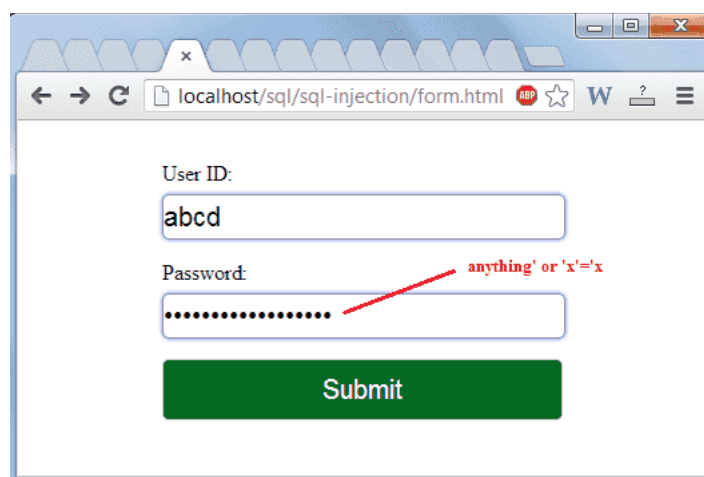 ×
localhost/sql/sql-injection/form.html ABP W ?
User ID:
abcd
anything' or 'x'='x
Password:
••••••••••••••••••
Submit